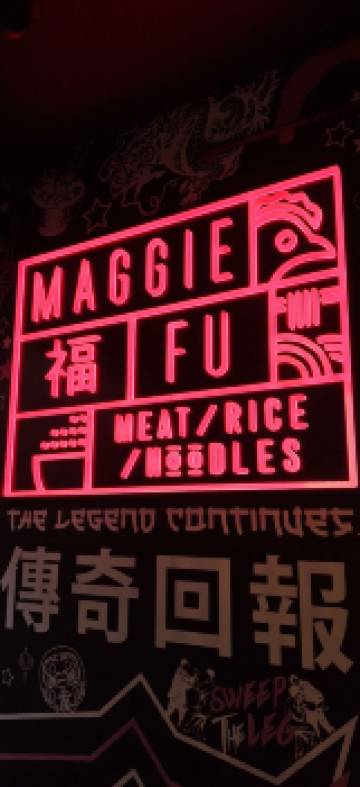 MAGGIE
福 FU
MEAT/RICE
/NOODLES
THE LEGEND CONTINUES
傳奇回報
SWEEP
THE LEG